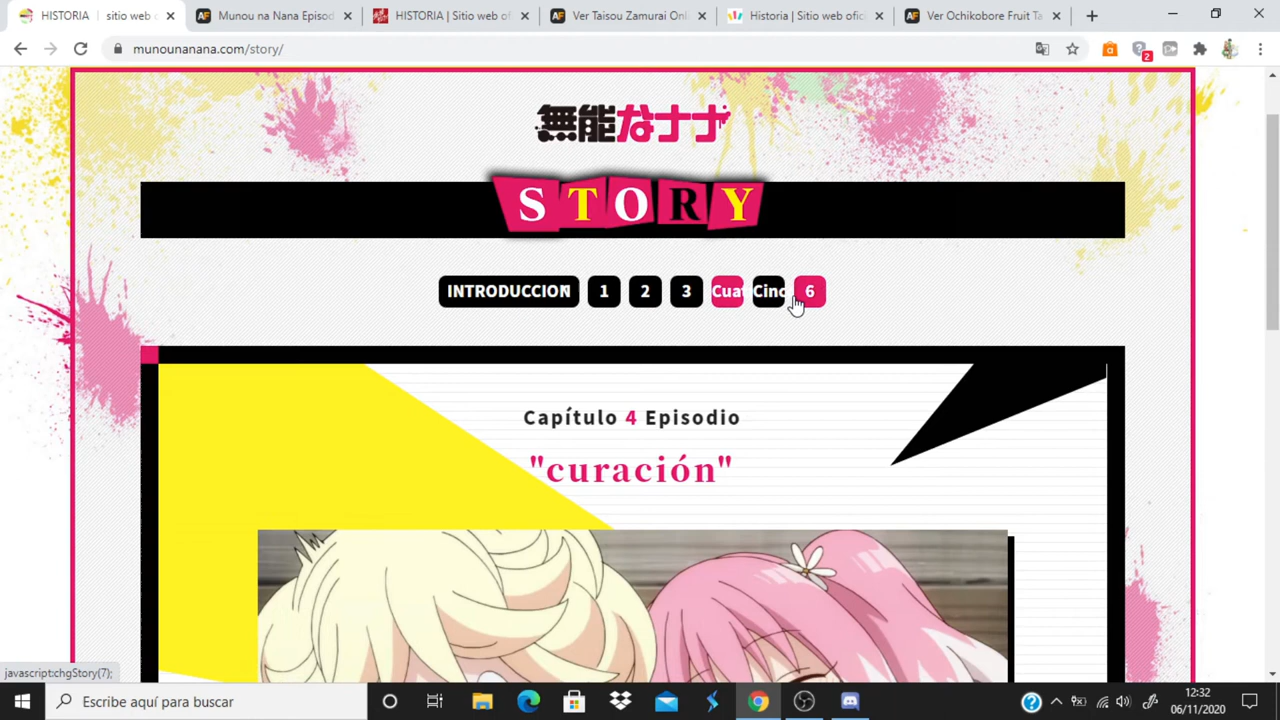 HISTORIA | sitio web o
Munou na Nana Episod
HISTORIA | Sitio web of
Ver Taisou Zamurai Onl
Historia | Sitio web ofici
Ver Ochikobore Fruit Ta
munounanana.com/story/
2
無能なナナ
STORY
INTRODUCCION 1 2 3 Cuat Cinc 6
Capítulo 4 Episodio
"curación"
javascript:chgStory(7);
Escribe aquí para buscar
12:32
06/11/2020